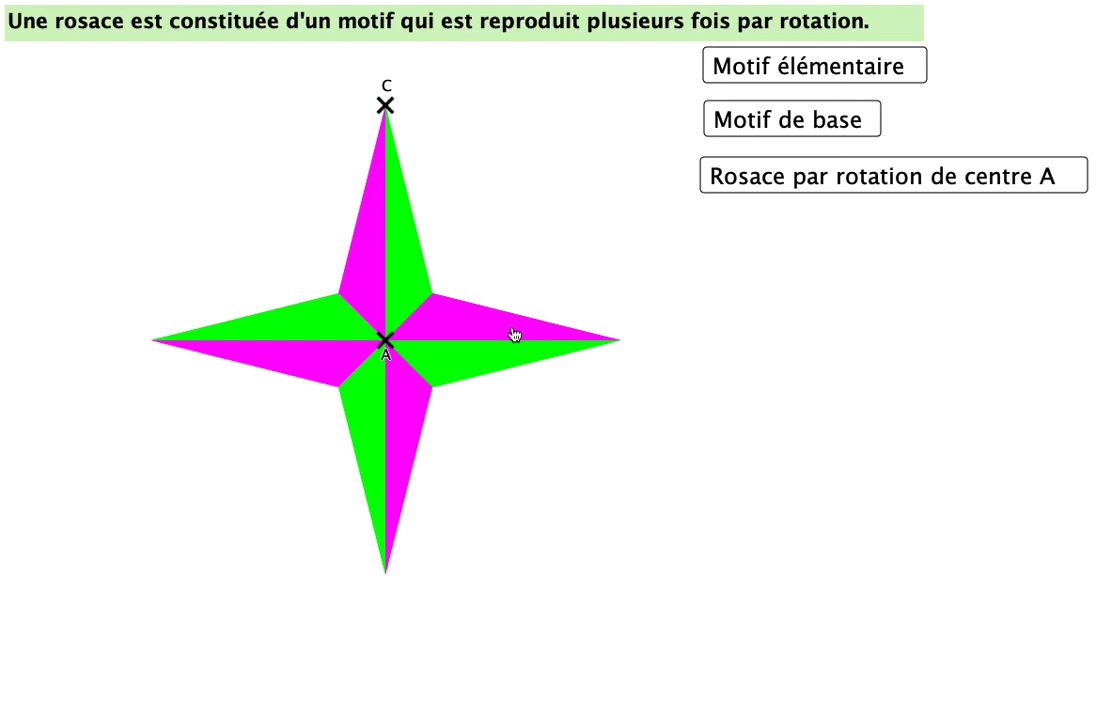 Une rosace est constituée d'un motif qui est reproduit plusieurs fois par rotation.
Motif élémentaire
C
Motif de base
Rosace par rotation de centre A
A